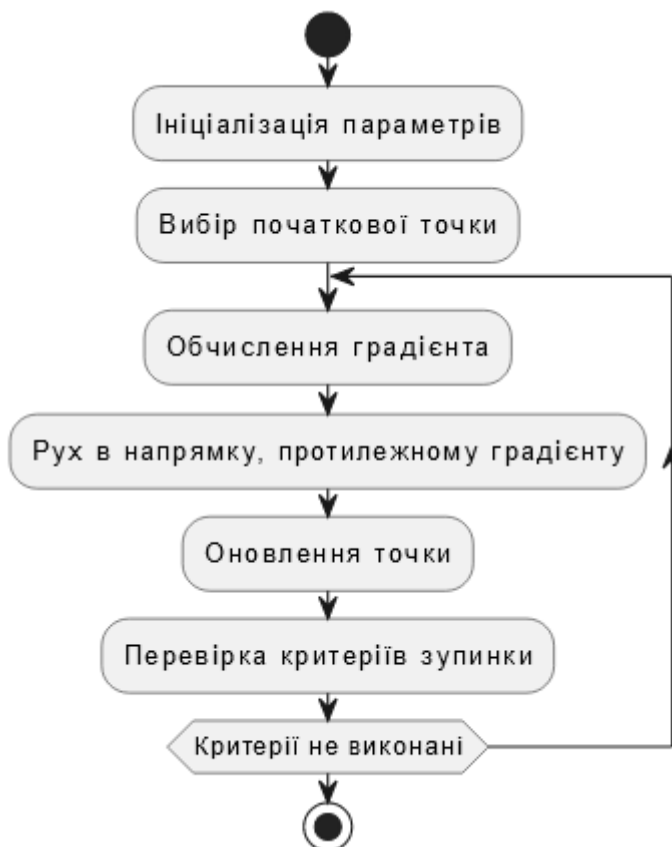 Ініціалізація параметрів
Вибір початкової точки
Обчислення градієнта
Рух в напрямку, протилежному градієнту
Оновлення точки
Перевірка критеріїв зупинки
Критерії не виконані